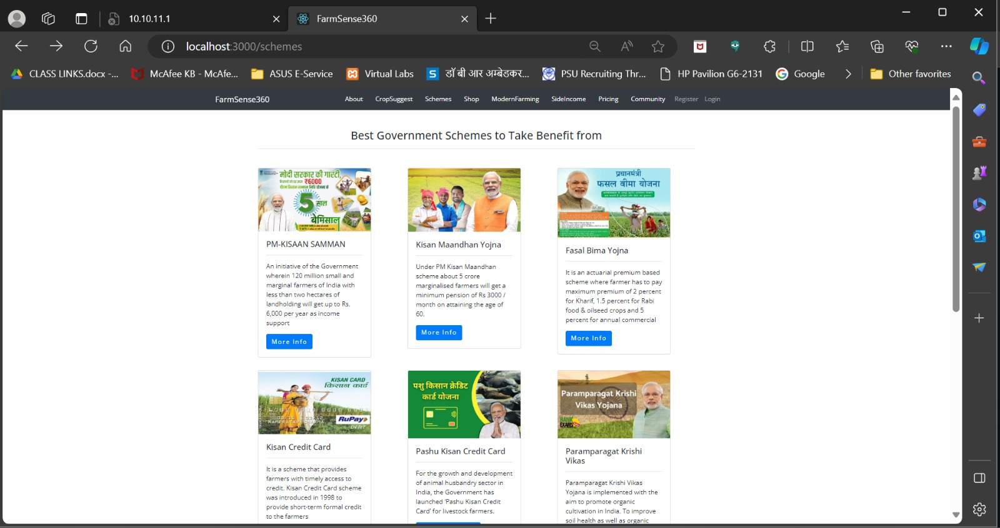 10.10.11.1
FarmSense360
localhost:3000/schemes
CLASS LINKS.docx -...
McAfee KB - McAfe...
ASUS E-Service
Virtual Labs
डॉ बी आर अम्बेडकर...
PSU Recruiting Thr...
HP Pavilion G6-2131
Google
Other favorites
FarmSense360
About
CropSuggest
Schemes
Shop
ModernFarming
SideIncome
Pricing
Community
Register
Login
Best Government Schemes to Take Benefit from
मोदी सरकार की गारंटी,
₹6000
5 साल
बेमिसाल
PM-KISAAN SAMMAN
An initiative of the Government
wherein 120 million small and
marginal farmers of India with
less than two hectares of
landholding will get up to Rs.
6,000 per year as income
support
More Info
Kisan Maandhan Yojna
Under PM Kisan Maandhan
scheme about 5 crore
marginalised farmers will get a
minimum pension of Rs 3000 /
month on attaining the age of
60.
More Info
प्रधानमंत्री
फसल बीमा योजना
Fasal Bima Yojna
It is an actuarial premium based
scheme where farmer has to pay
maximum premium of 2 percent
for Kharif, 1.5 percent for Rabi
food & oilseed crops and 5
percent for annual commercial
More Info
KISAN CARD
किसान कार्ड
RuPay
DEBIT
Kisan Credit Card
It is a scheme that provides
farmers with timely access to
credit. Kisan Credit Card scheme
was introduced in 1998 to
provide short-term formal credit
to the farmers
पशु किसान क्रेडिट
कार्ड योजना
Pashu Kisan Credit Card
For the growth and development
of animal husbandry sector in
India, the Government has
launched 'Pashu Kisan Credit
Card' for livestock farmers.
Paramparagat Krishi
Vikas Yojana
BANK
EXAMS
Paramparagat Krishi
Vikas
Paramparagat Krishi Vikas
Yojana is implemented with the
aim to promote organic
cultivation in India. To improve
soil health as well as organic